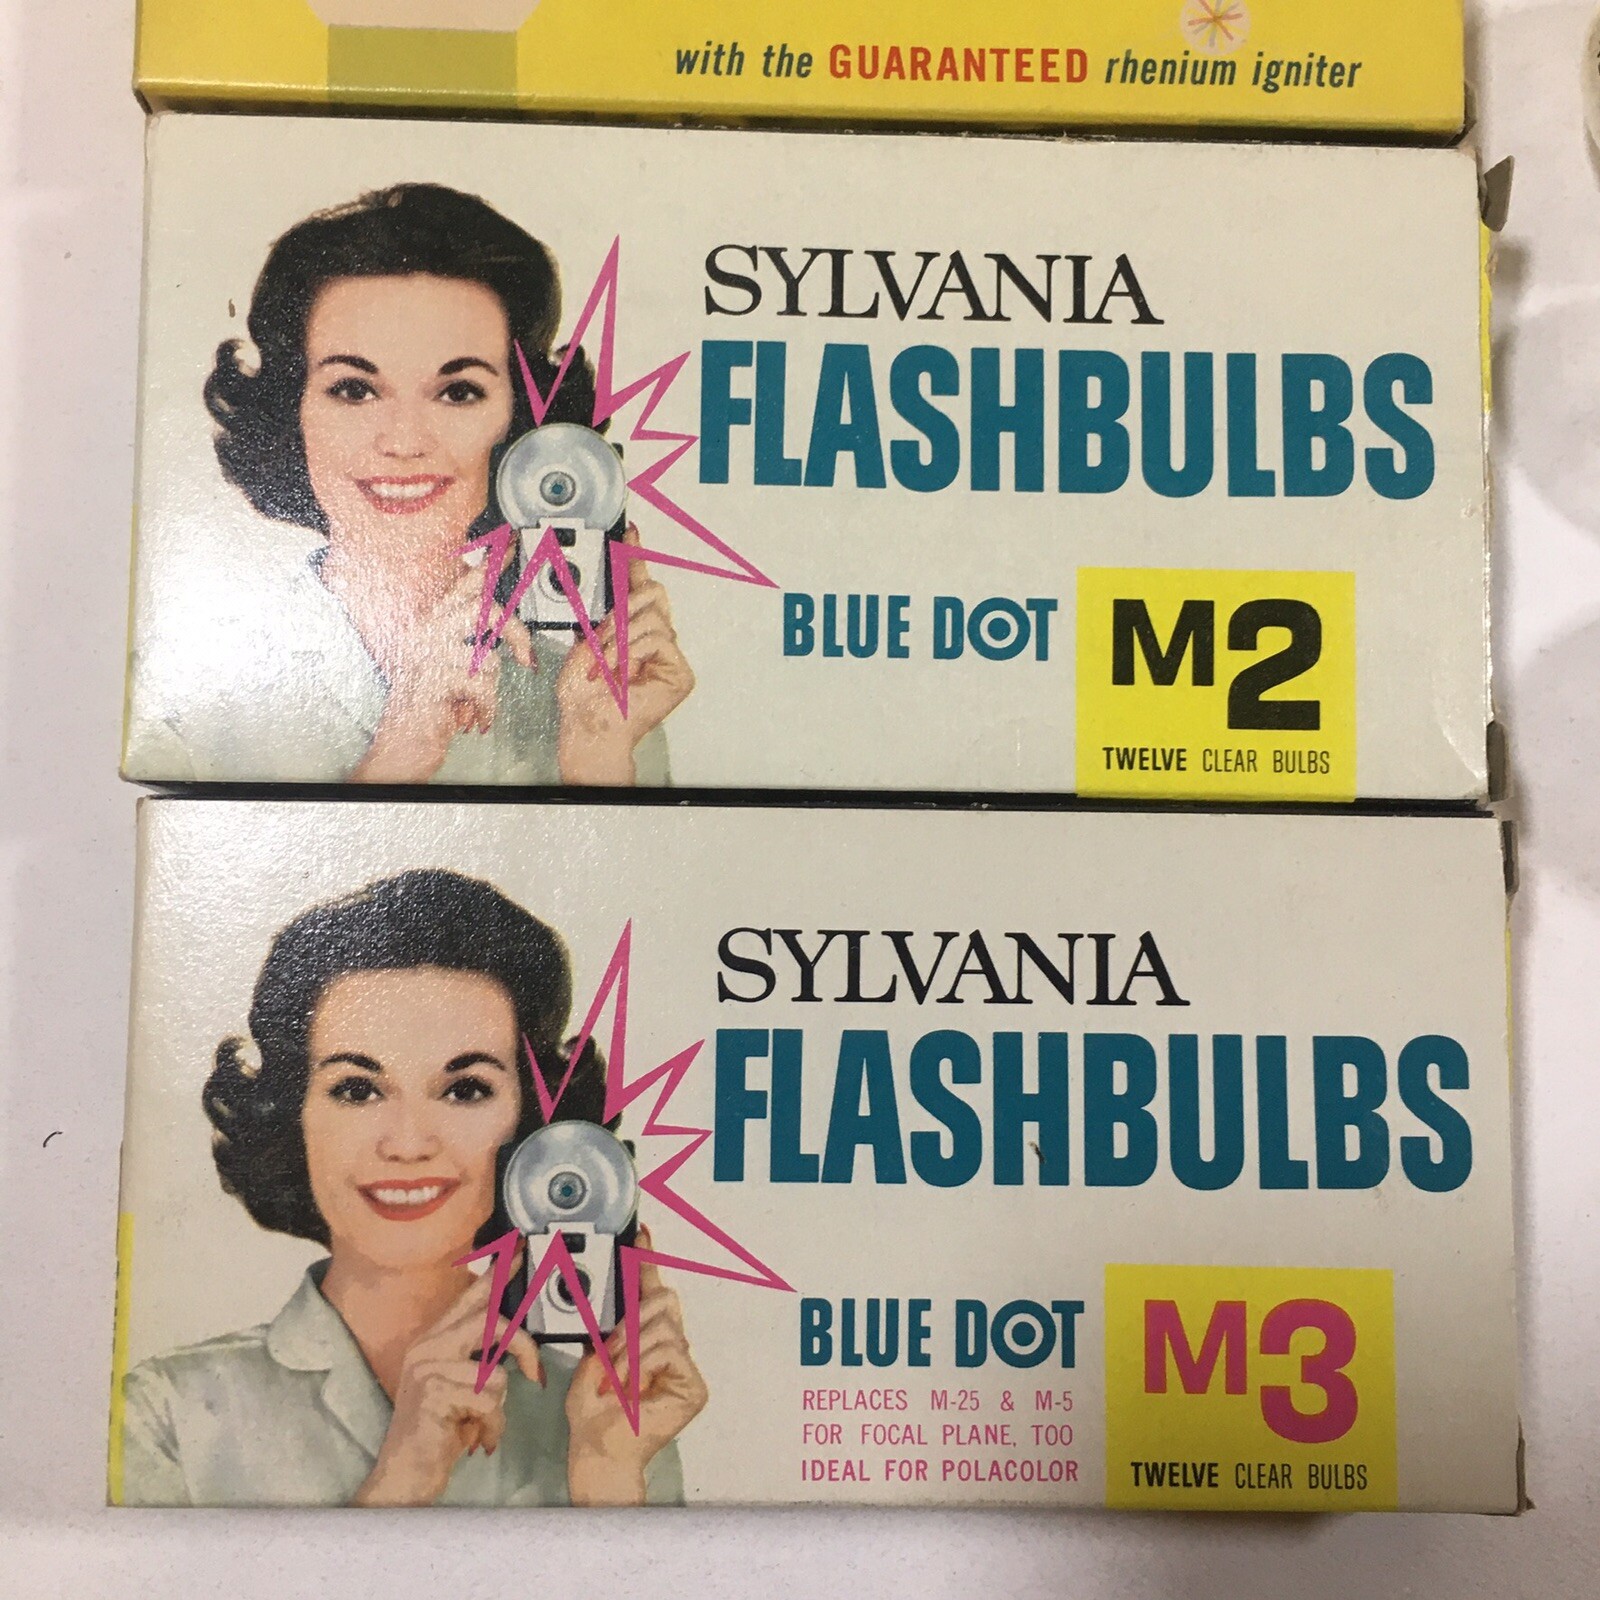 with the GUARANTEED rhenium igniter
SYLVANIA
FLASHBULBS
BLUE DOT
M2
TWELVE CLEAR BULBS
SYLVANIA
FLASHBULBS
BLUE DOT
REPLACES M-25 & M-5
FOR FOCAL PLANE, TOO
IDEAL FOR POLACOLOR
M3
TWELVE CLEAR BULBS